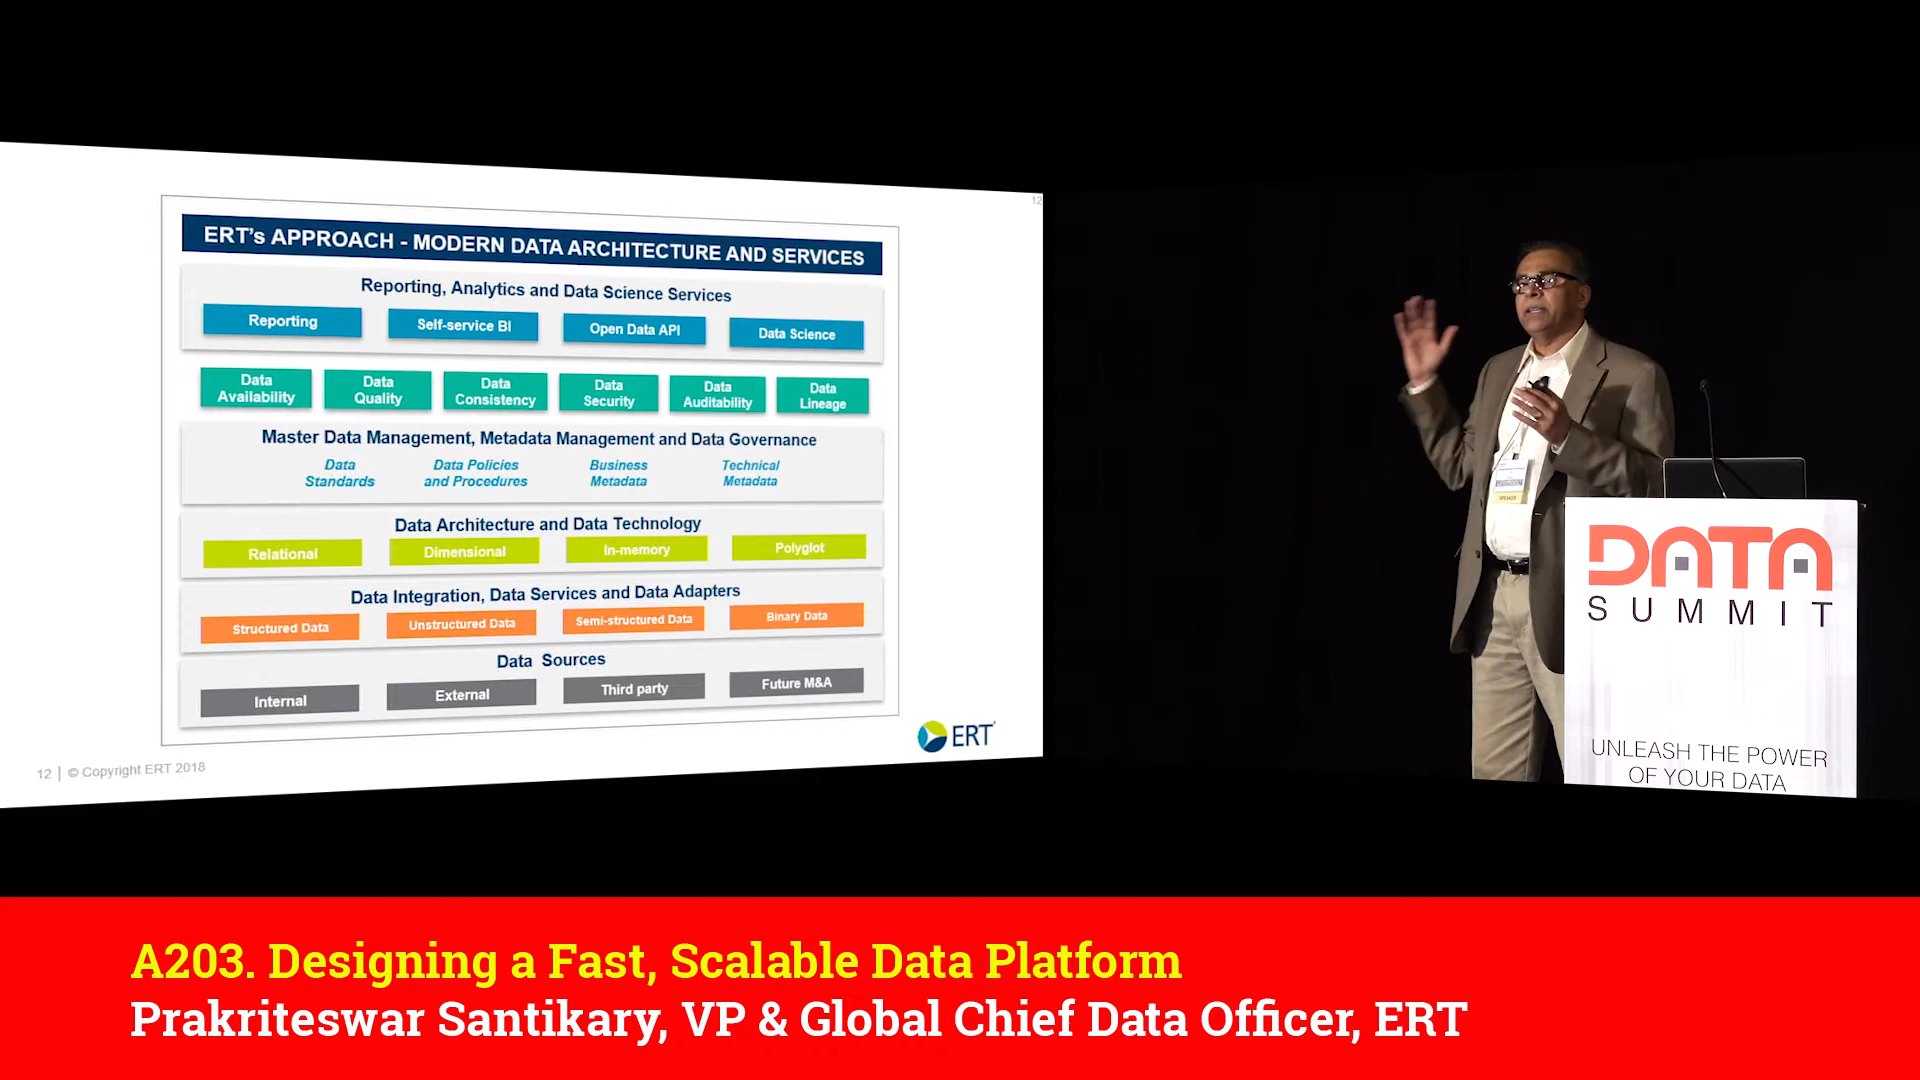 12
ERT's APPROACH - MODERN DATA ARCHITECTURE AND SERVICES
Reporting, Analytics and Data Science Services
Reporting
Self-service BI
Open Data API
Data Science
Data
Availability
Data
Quality
Data
Consistency
Data
Security
Data
Auditability
Data
Lineage
Master Data Management, Metadata Management and Data Governance
Data
Standards
Data Policies
and Procedures
Business
Metadata
Technical
Metadata
Data Architecture and Data Technology
Relational
Dimensional
In-memory
Polyglot
Data Integration, Data Services and Data Adapters
Structured Data
Unstructured Data
Semi-structured Data
Binary Data
Data Sources
Internal
External
Third party
Future M&A
ERT
12 | © Copyright ERT 2018
SPEAKER
DATA
SUMMIT
UNLEASH THE POWER
OF YOUR DATA
A203. Designing a Fast, Scalable Data Platform
Prakriteswar Santikary, VP & Global Chief Data Officer, ERT